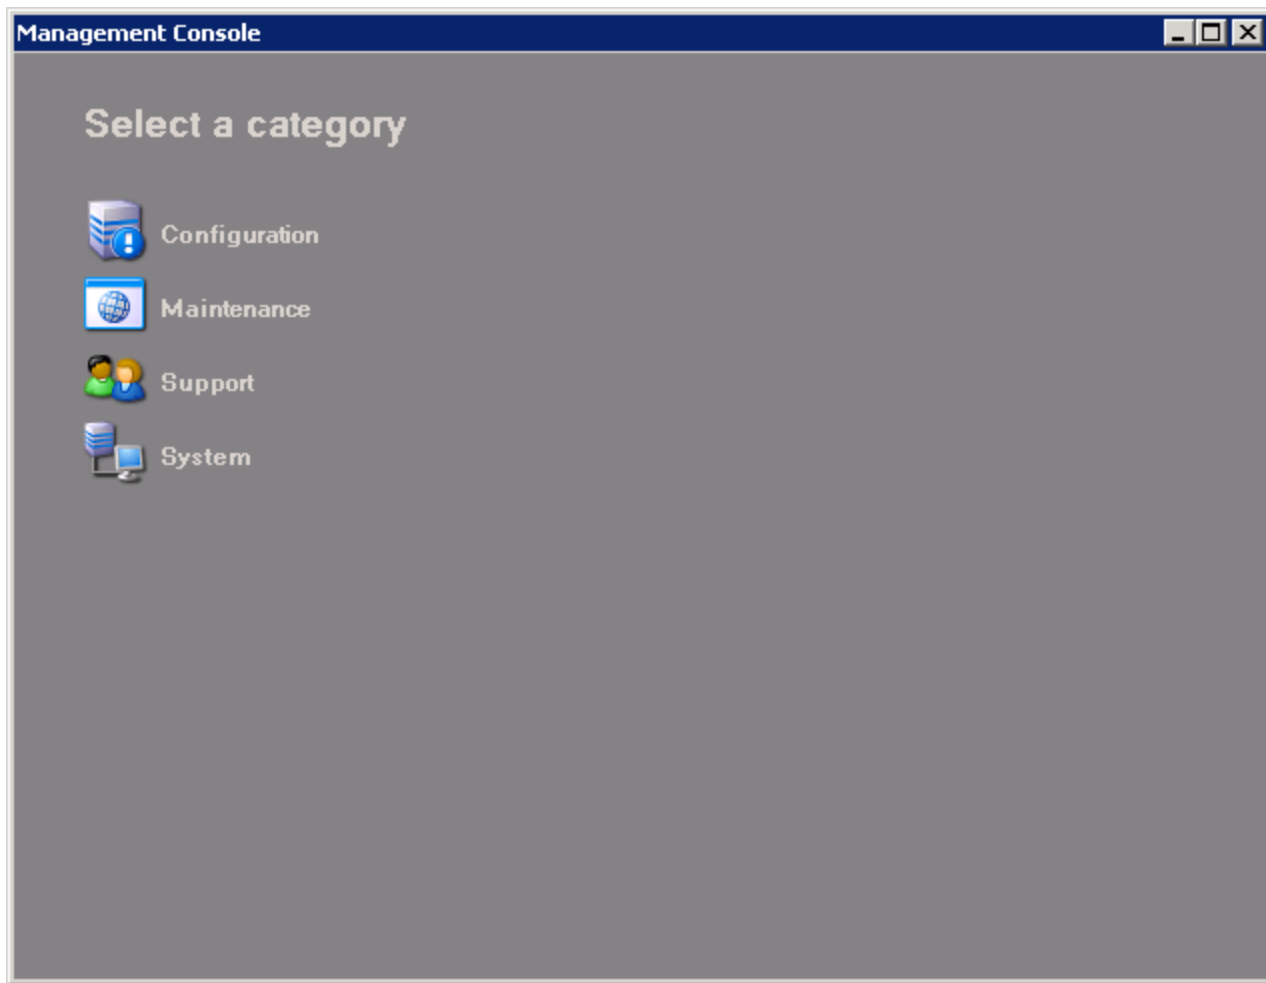 Management Console
Select a category
Configuration
Maintenance
Support
System